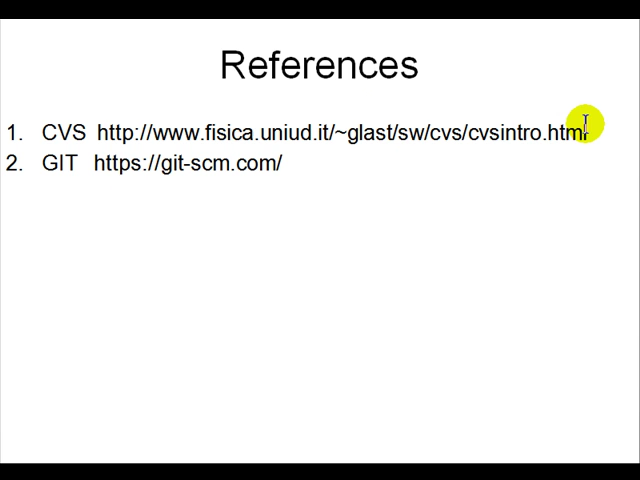 References
1. CVS http://www.fisica.uniud.it/~glast/sw/cvs/cvsintro.html
2. GIT https://git-scm.com/